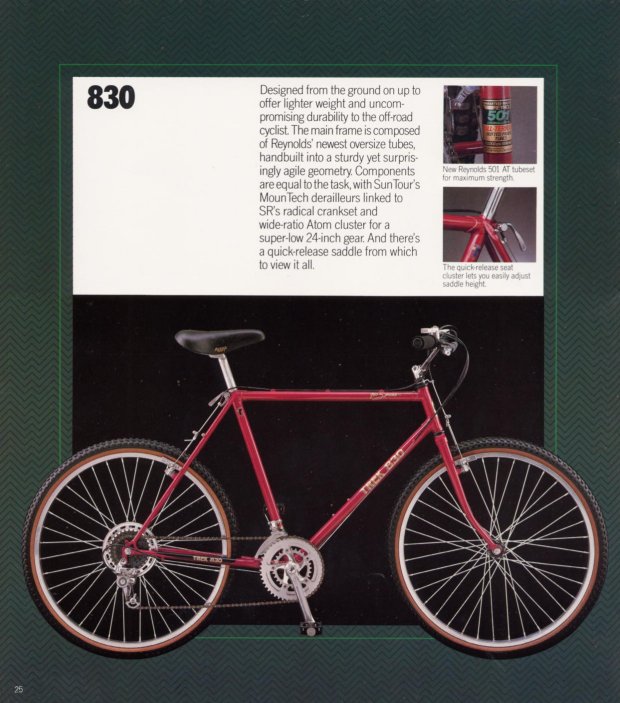 830
Designed from the ground on up to
offer lighter weight and uncom-
promising durability to the off-road
cyclist. The main frame is composed
of Reynolds' newest oversize tubes,
handbuilt into a sturdy yet surpris-
ingly agile geometry. Components
are equal to the task, with SunTour's
MounTech derailleurs linked to
SR's radical crankset and
wide-ratio Atom cluster for a
super-low 24-inch gear. And there's
a quick-release saddle from which
to view it all.
501
New Reynolds 501 AT tubeset
for maximum strength.
The quick-release seat
cluster lets you easily adjust
saddle height.
TREK 830
TREK 830
25